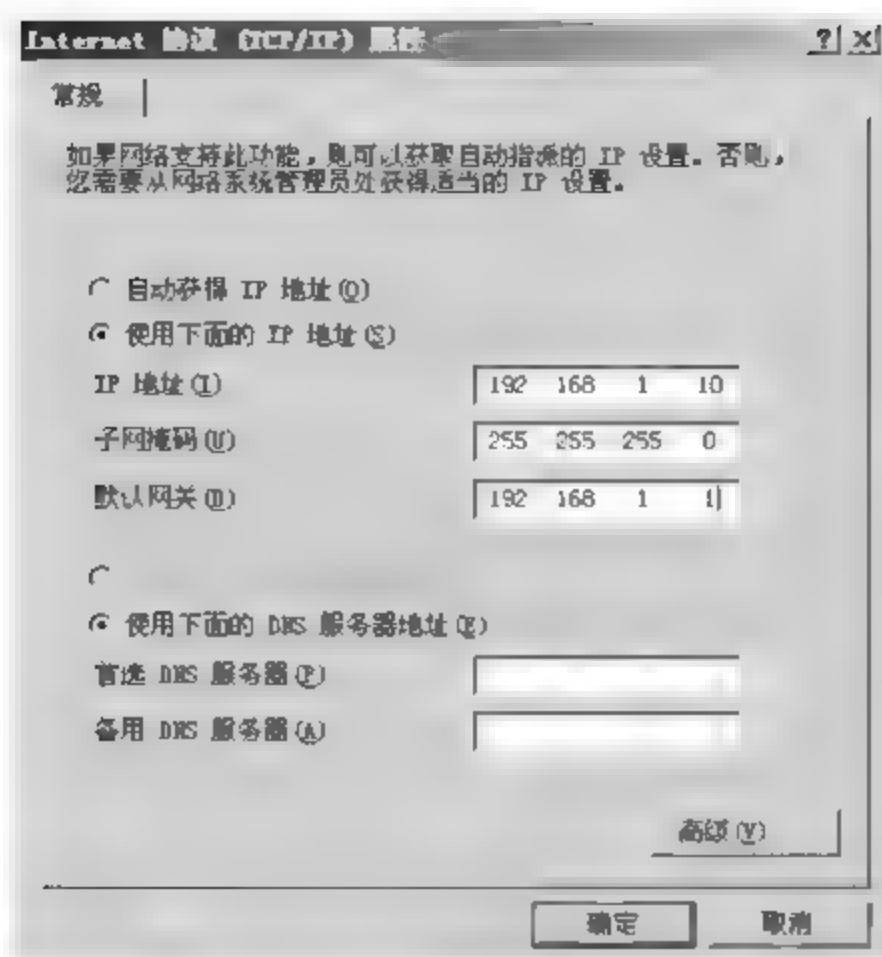 Internet 协议 (TCP/IP) 属性
常规
如果网络支持此功能，则可以获取自动指派的 IP 设置。否则，
您需要从网络系统管理员处获得适当的 IP 设置。
自动获得 IP 地址(O)
使用下面的 IP 地址(S)
IP 地址(I) 192 168 1 10
子网掩码(U) 255 255 255 0
默认网关(D) 192 168 1 1
使用下面的 DNS 服务器地址(E)
首选 DNS 服务器(P)
备用 DNS 服务器(A)
高级(V)
确定 取消